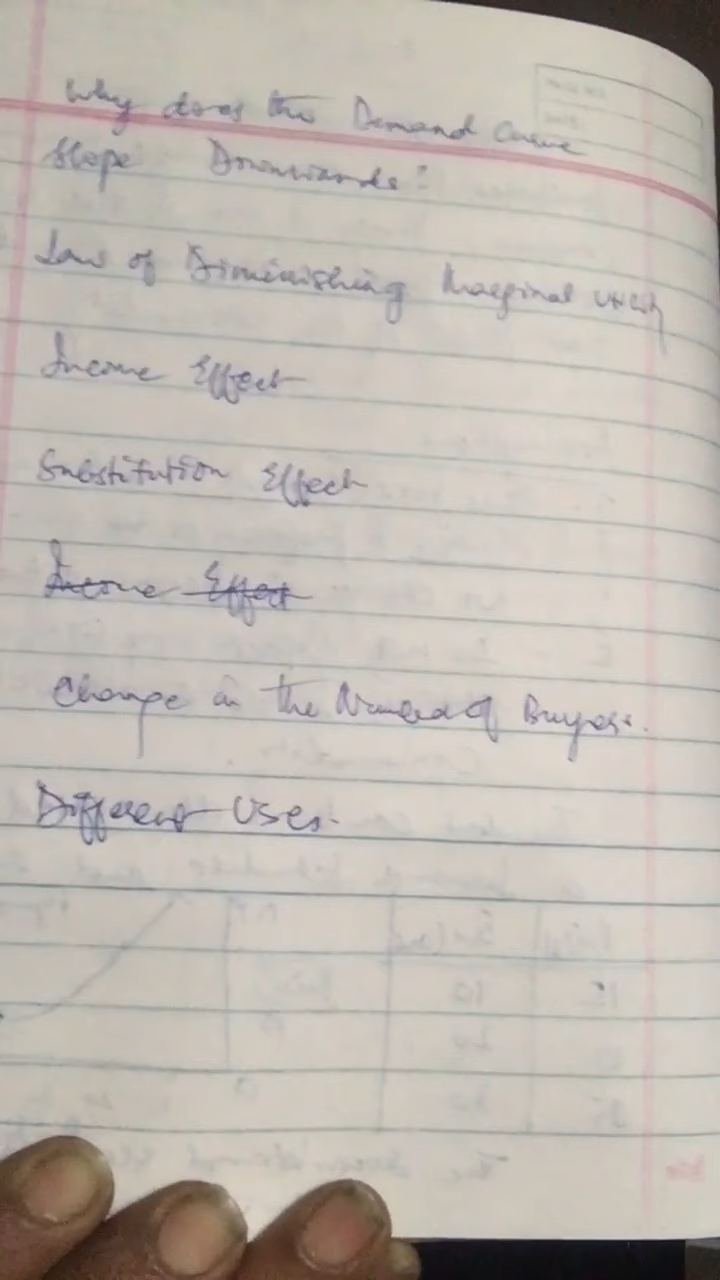 Why does the Demand Curve
slope Downwards:
Law of Diminishing Marginal Utility
Income Effect
Substitution Effect
Income Effect
Change in the Number of Buyers.
Different Uses.